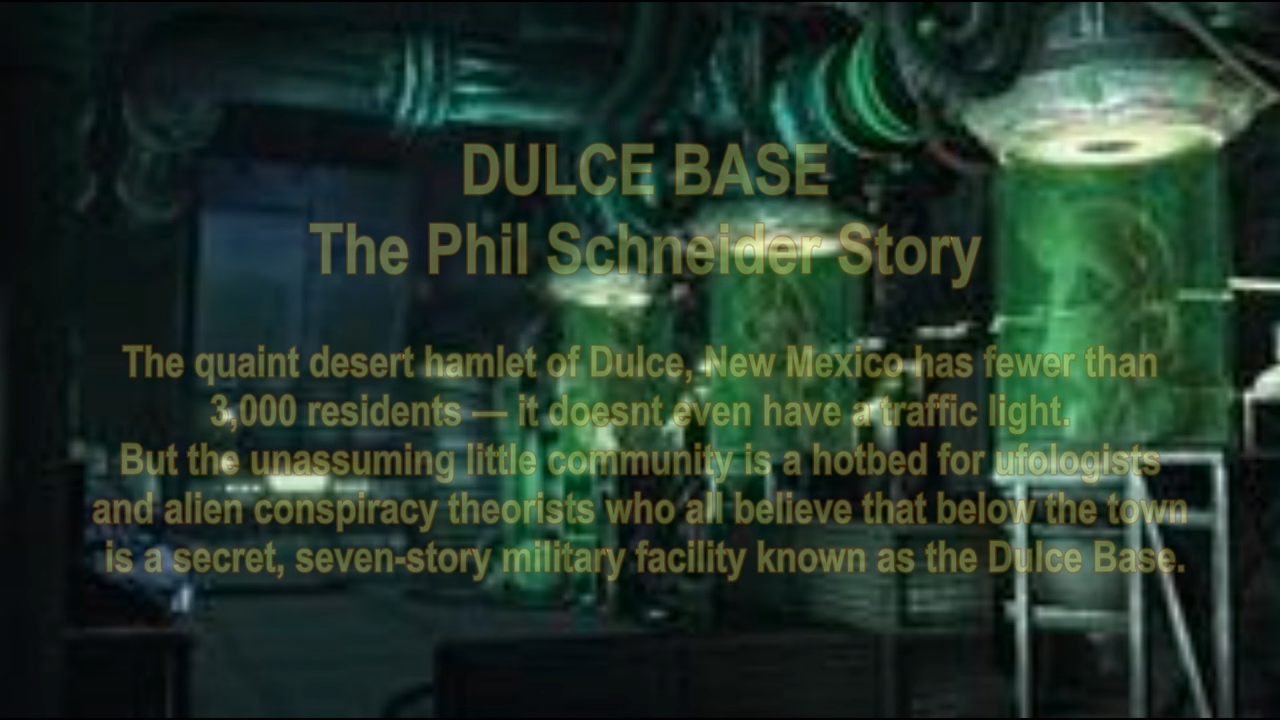 DULCE BASE
The Phil Schneider Story
The quaint desert hamlet of Dulce, New Mexico has fewer than
3,000 residents — it doesnt even have a traffic light.
But the unassuming little community is a hotbed for ufologists
and alien conspiracy theorists who all believe that below the town
is a secret, seven-story military facility known as the Dulce Base.